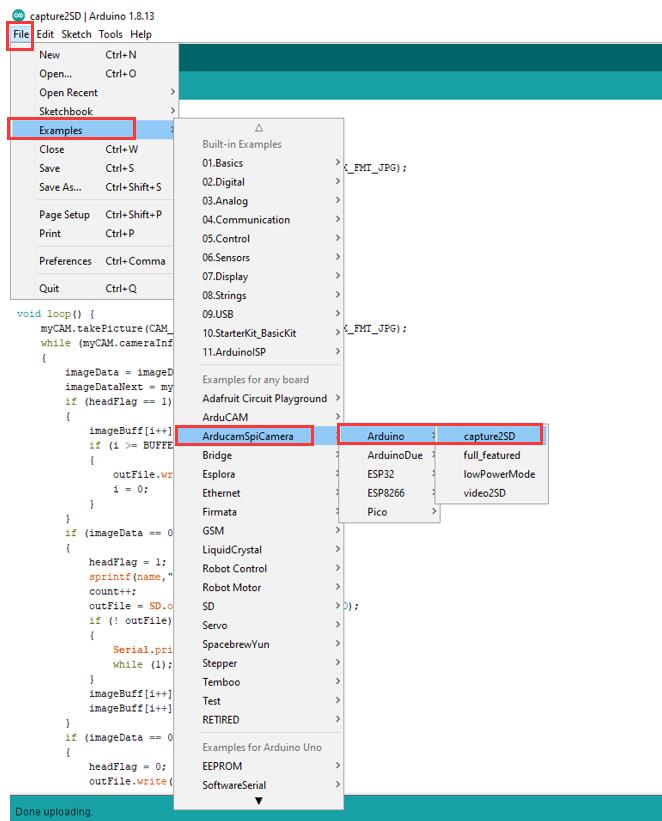 capture2SD | Arduino 1.8.13
File Edit Sketch Tools Help
New Ctrl+N
Open... Ctrl+O
Open Recent
Sketchbook
Examples
Close Ctrl+W
Save Ctrl+S
Save As... Ctrl+Shift+S
Page Setup Ctrl+Shift+P
Print Ctrl+P
Preferences Ctrl+Comma
Quit Ctrl+Q
Built-in Examples
01.Basics
02.Digital
03.Analog
04.Communication
05.Control
06.Sensors
07.Display
08.Strings
09.USB
10.StarterKit_BasicKit
11.ArduinoISP
Examples for any board
Adafruit Circuit Playground
ArduCAM
ArducamSpiCamera
Bridge
Esplora
Ethernet
Firmata
GSM
LiquidCrystal
Robot Control
Robot Motor
SD
Servo
SpacebrewYun
Stepper
Temboo
Test
RETIRED
Examples for Arduino Uno
EEPROM
SoftwareSerial
Arduino
ArduinoDue
ESP32
ESP8266
Pico
capture2SD
full_featured
lowPowerMode
video2SD
X_FMT_JPG);
void loop() {
myCAM.takePicture(CAM_ X_FMT_JPG);
while (myCAM.cameraInf
{
imageData = imageD
imageDataNext = my
if (headFlag == 1)
{
imageBuff[i++]
if (i >= BUFFE
{
outFile.wr
i = 0;
}
}
if (imageData == 0
{
headFlag = 1;
sprintf(name,"
count++;
outFile = SD.o );
if (! outFile)
{
Serial.pri
while (1);
}
imageBuff[i++]
imageBuff[i++]
}
if (imageData == 0
{
headFlag = 0;
outFile.write(
Done uploading.